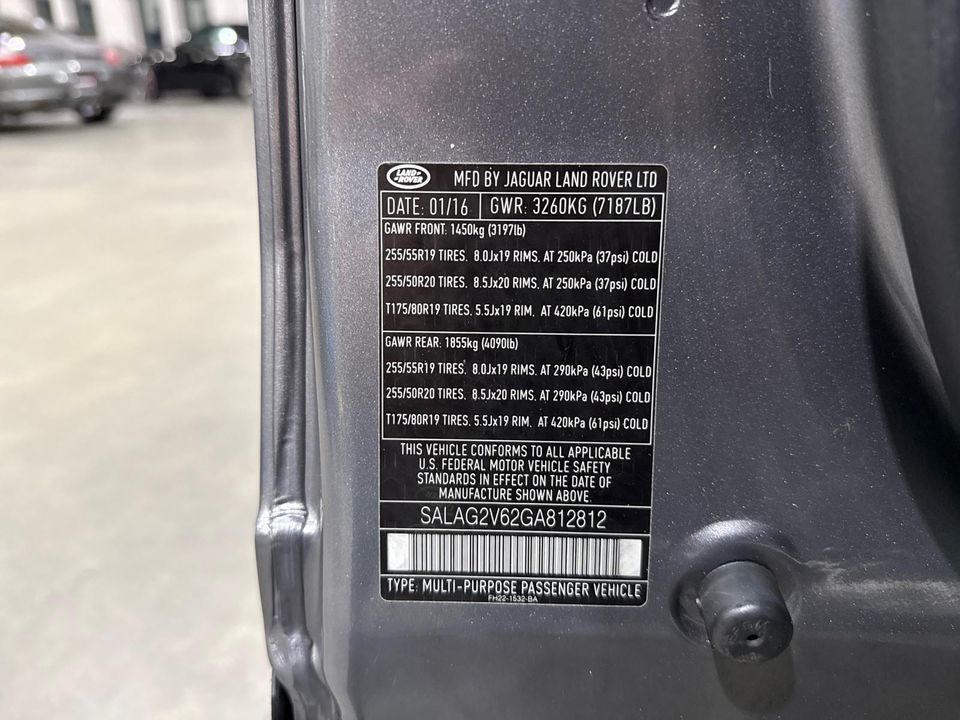 LAND ROVER
MFD BY JAGUAR LAND ROVER LTD
DATE: 01/16 GWR: 3260KG (7187LB)
GAWR FRONT: 1450kg (3197lb)
255/55R19 TIRES. 8.0Jx19 RIMS. AT 250kPa (37psi) COLD
255/50R20 TIRES. 8.5Jx20 RIMS. AT 250kPa (37psi) COLD
T175/80R19 TIRES. 5.5Jx19 RIM. AT 420kPa (61psi) COLD
GAWR REAR: 1855kg (4090lb)
255/55R19 TIRES. 8.0Jx19 RIMS. AT 290kPa (43psi) COLD
255/50R20 TIRES. 8.5Jx20 RIMS. AT 290kPa (43psi) COLD
T175/80R19 TIRES. 5.5Jx19 RIM. AT 420kPa (61psi) COLD
THIS VEHICLE CONFORMS TO ALL APPLICABLE
U.S. FEDERAL MOTOR VEHICLE SAFETY
STANDARDS IN EFFECT ON THE DATE OF
MANUFACTURE SHOWN ABOVE.
SALAG2V62GA812812
TYPE: MULTI-PURPOSE PASSENGER VEHICLE
FH22-1532-BA